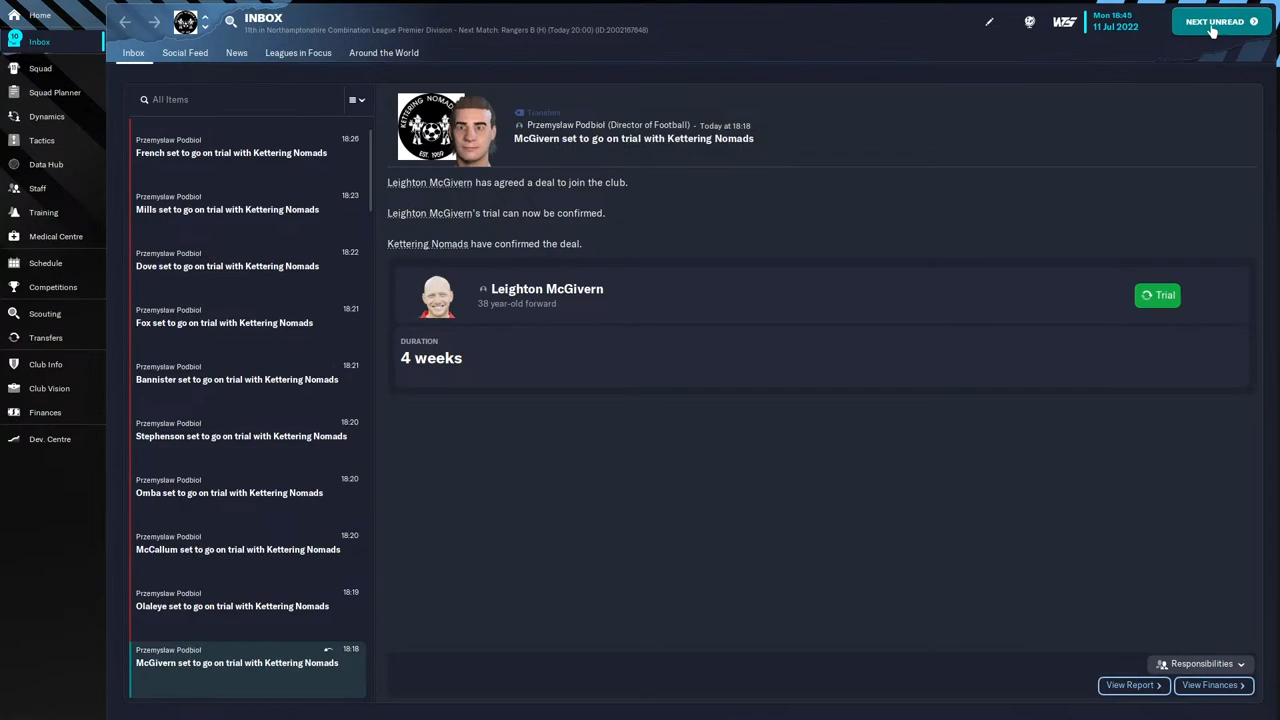 Home
10
Inbox
Squad
Squad Planner
Dynamics
Tactics
Data Hub
Staff
Training
Medical Centre
Schedule
Competitions
Scouting
Transfers
Club Info
Club Vision
Finances
Dev. Centre
INBOX
11th in Northamptonshire Combination League Premier Division - Next Match: Rangers B (H) (Today 20:00) (ID:2002167648)
Mon 18:45
11 Jul 2022
NEXT UNREAD
Inbox
Social Feed
News
Leagues in Focus
Around the World
All Items
Przemyslaw Podbiol 18:26
French set to go on trial with Kettering Nomads
Przemyslaw Podbiol 18:23
Mills set to go on trial with Kettering Nomads
Przemyslaw Podbiol 18:22
Dove set to go on trial with Kettering Nomads
Przemyslaw Podbiol 18:21
Fox set to go on trial with Kettering Nomads
Przemyslaw Podbiol 18:21
Bannister set to go on trial with Kettering Nomads
Przemyslaw Podbiol 18:20
Stephenson set to go on trial with Kettering Nomads
Przemyslaw Podbiol 18:20
Omba set to go on trial with Kettering Nomads
Przemyslaw Podbiol 18:20
McCallum set to go on trial with Kettering Nomads
Przemyslaw Podbiol 18:19
Olaleye set to go on trial with Kettering Nomads
Przemyslaw Podbiol 18:18
McGivern set to go on trial with Kettering Nomads
KETTERING NOMADS
EST. 1969
Transfers
Przemyslaw Podbiol (Director of Football) - Today at 18:18
McGivern set to go on trial with Kettering Nomads
Leighton McGivern has agreed a deal to join the club.
Leighton McGivern's trial can now be confirmed.
Kettering Nomads have confirmed the deal.
Leighton McGivern
38 year-old forward
Trial
DURATION
4 weeks
Responsibilities
View Report
View Finances